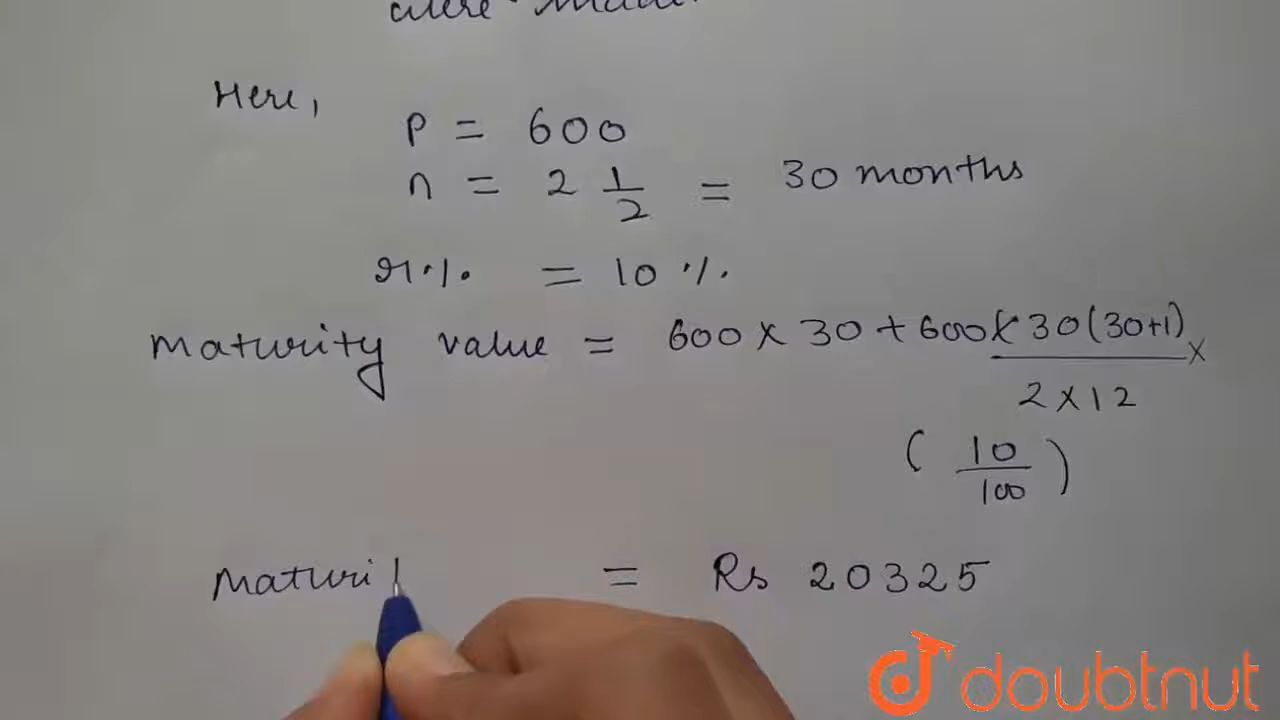 Here,
P = 600
n = 2 1/2 = 30 months
r% = 10 %
Maturity value = 600 × 30 + 600 × 30(30+1) / 2 × 12 ×
( 10/100 )
Maturit = Rs 20325
doubtnut